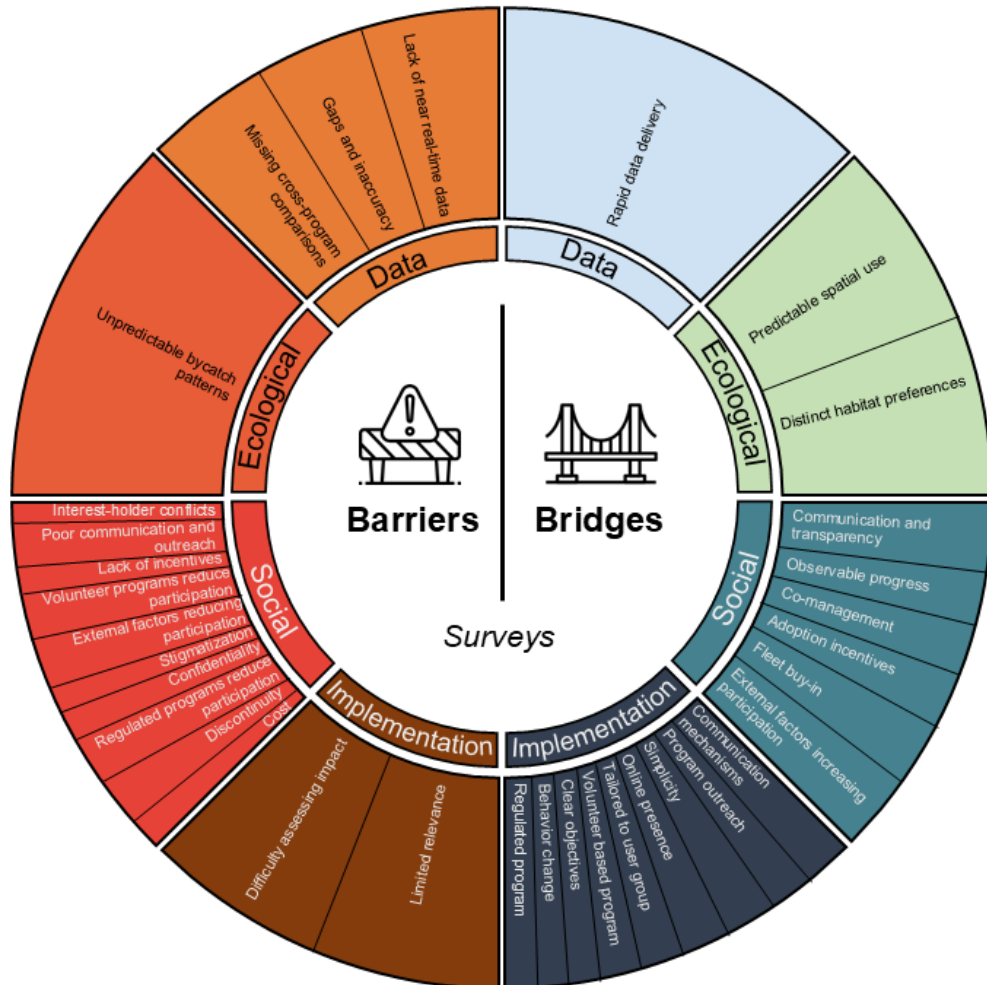 Barriers
Bridges
Surveys
Data
Missing cross-program
comparisons
Gaps and inaccuracy
Lack of near real-time data
Ecological
Unpredictable bycatch
patterns
Social
Interest-holder conflicts
Poor communication and
outreach
Lack of incentives
Volunteer programs reduce
participation
External factors reducing
participation
Stigmatization
Confidentiality
Regulated programs reduce
participation
Discontinuity
Cost
Implementation
Difficulty assessing impact
Limited relevance
Data
Rapid data delivery
Ecological
Predictable spatial use
Distinct habitat preferences
Social
Communication and
transparency
Observable progress
Co-management
Adoption incentives
Fleet buy-in
External factors increasing
participation
Implementation
Communication
mechanisms
Program outreach
Simplicity
Online presence
Tailored to user group
Volunteer based program
Clear objectives
Behavior change
Regulated program